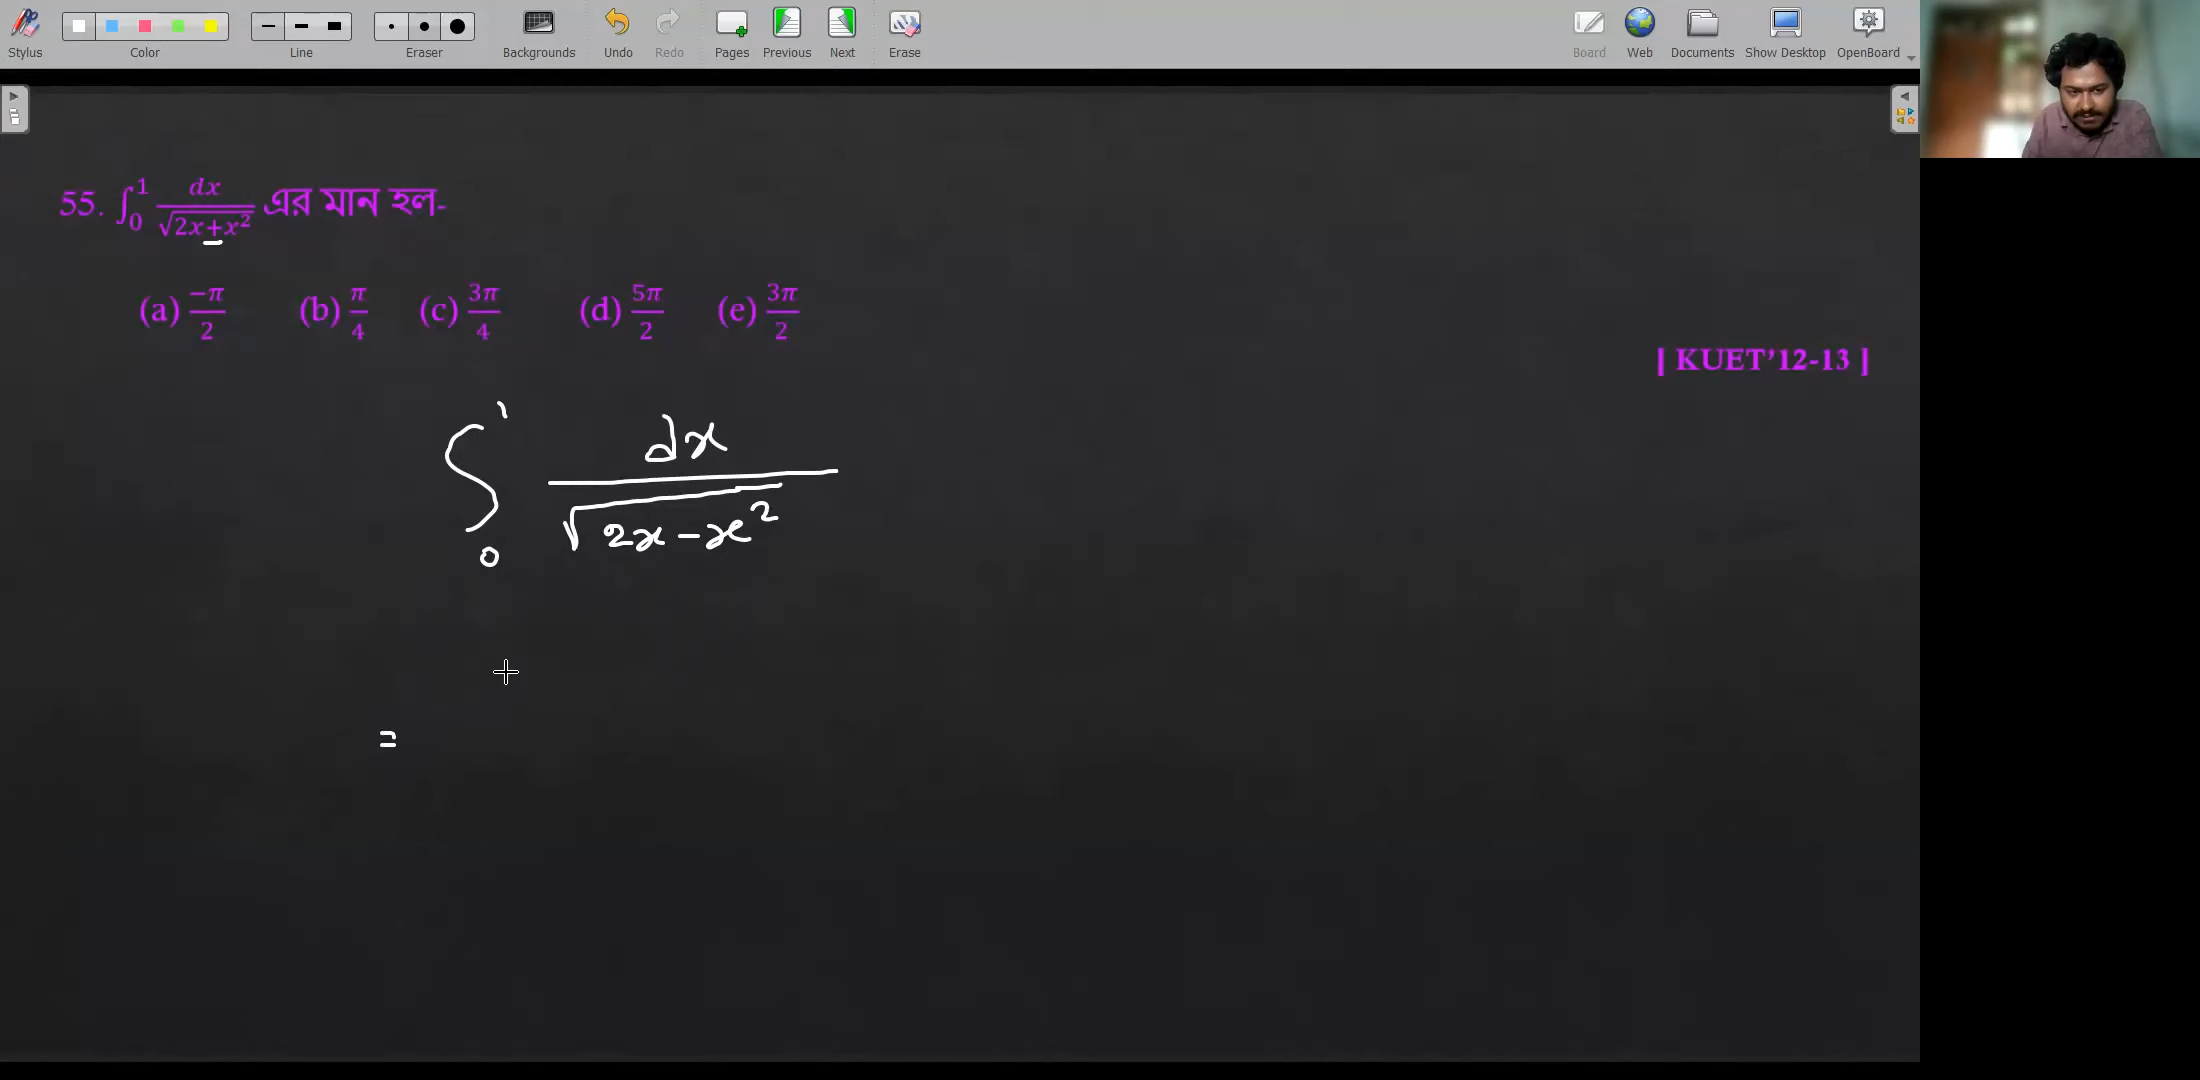 Stylus Color Line Eraser Backgrounds Undo Redo Pages Previous Next Erase Board Web Documents Show Desktop OpenBoard
55. ∫₀¹ dx/√(2x+x²) এর মান হল-
(a) -π/2 (b) π/4 (c) 3π/4 (d) 5π/2 (e) 3π/2
[ KUET’12-13 ]
∫₀¹ dx/√(2x-x²)
=